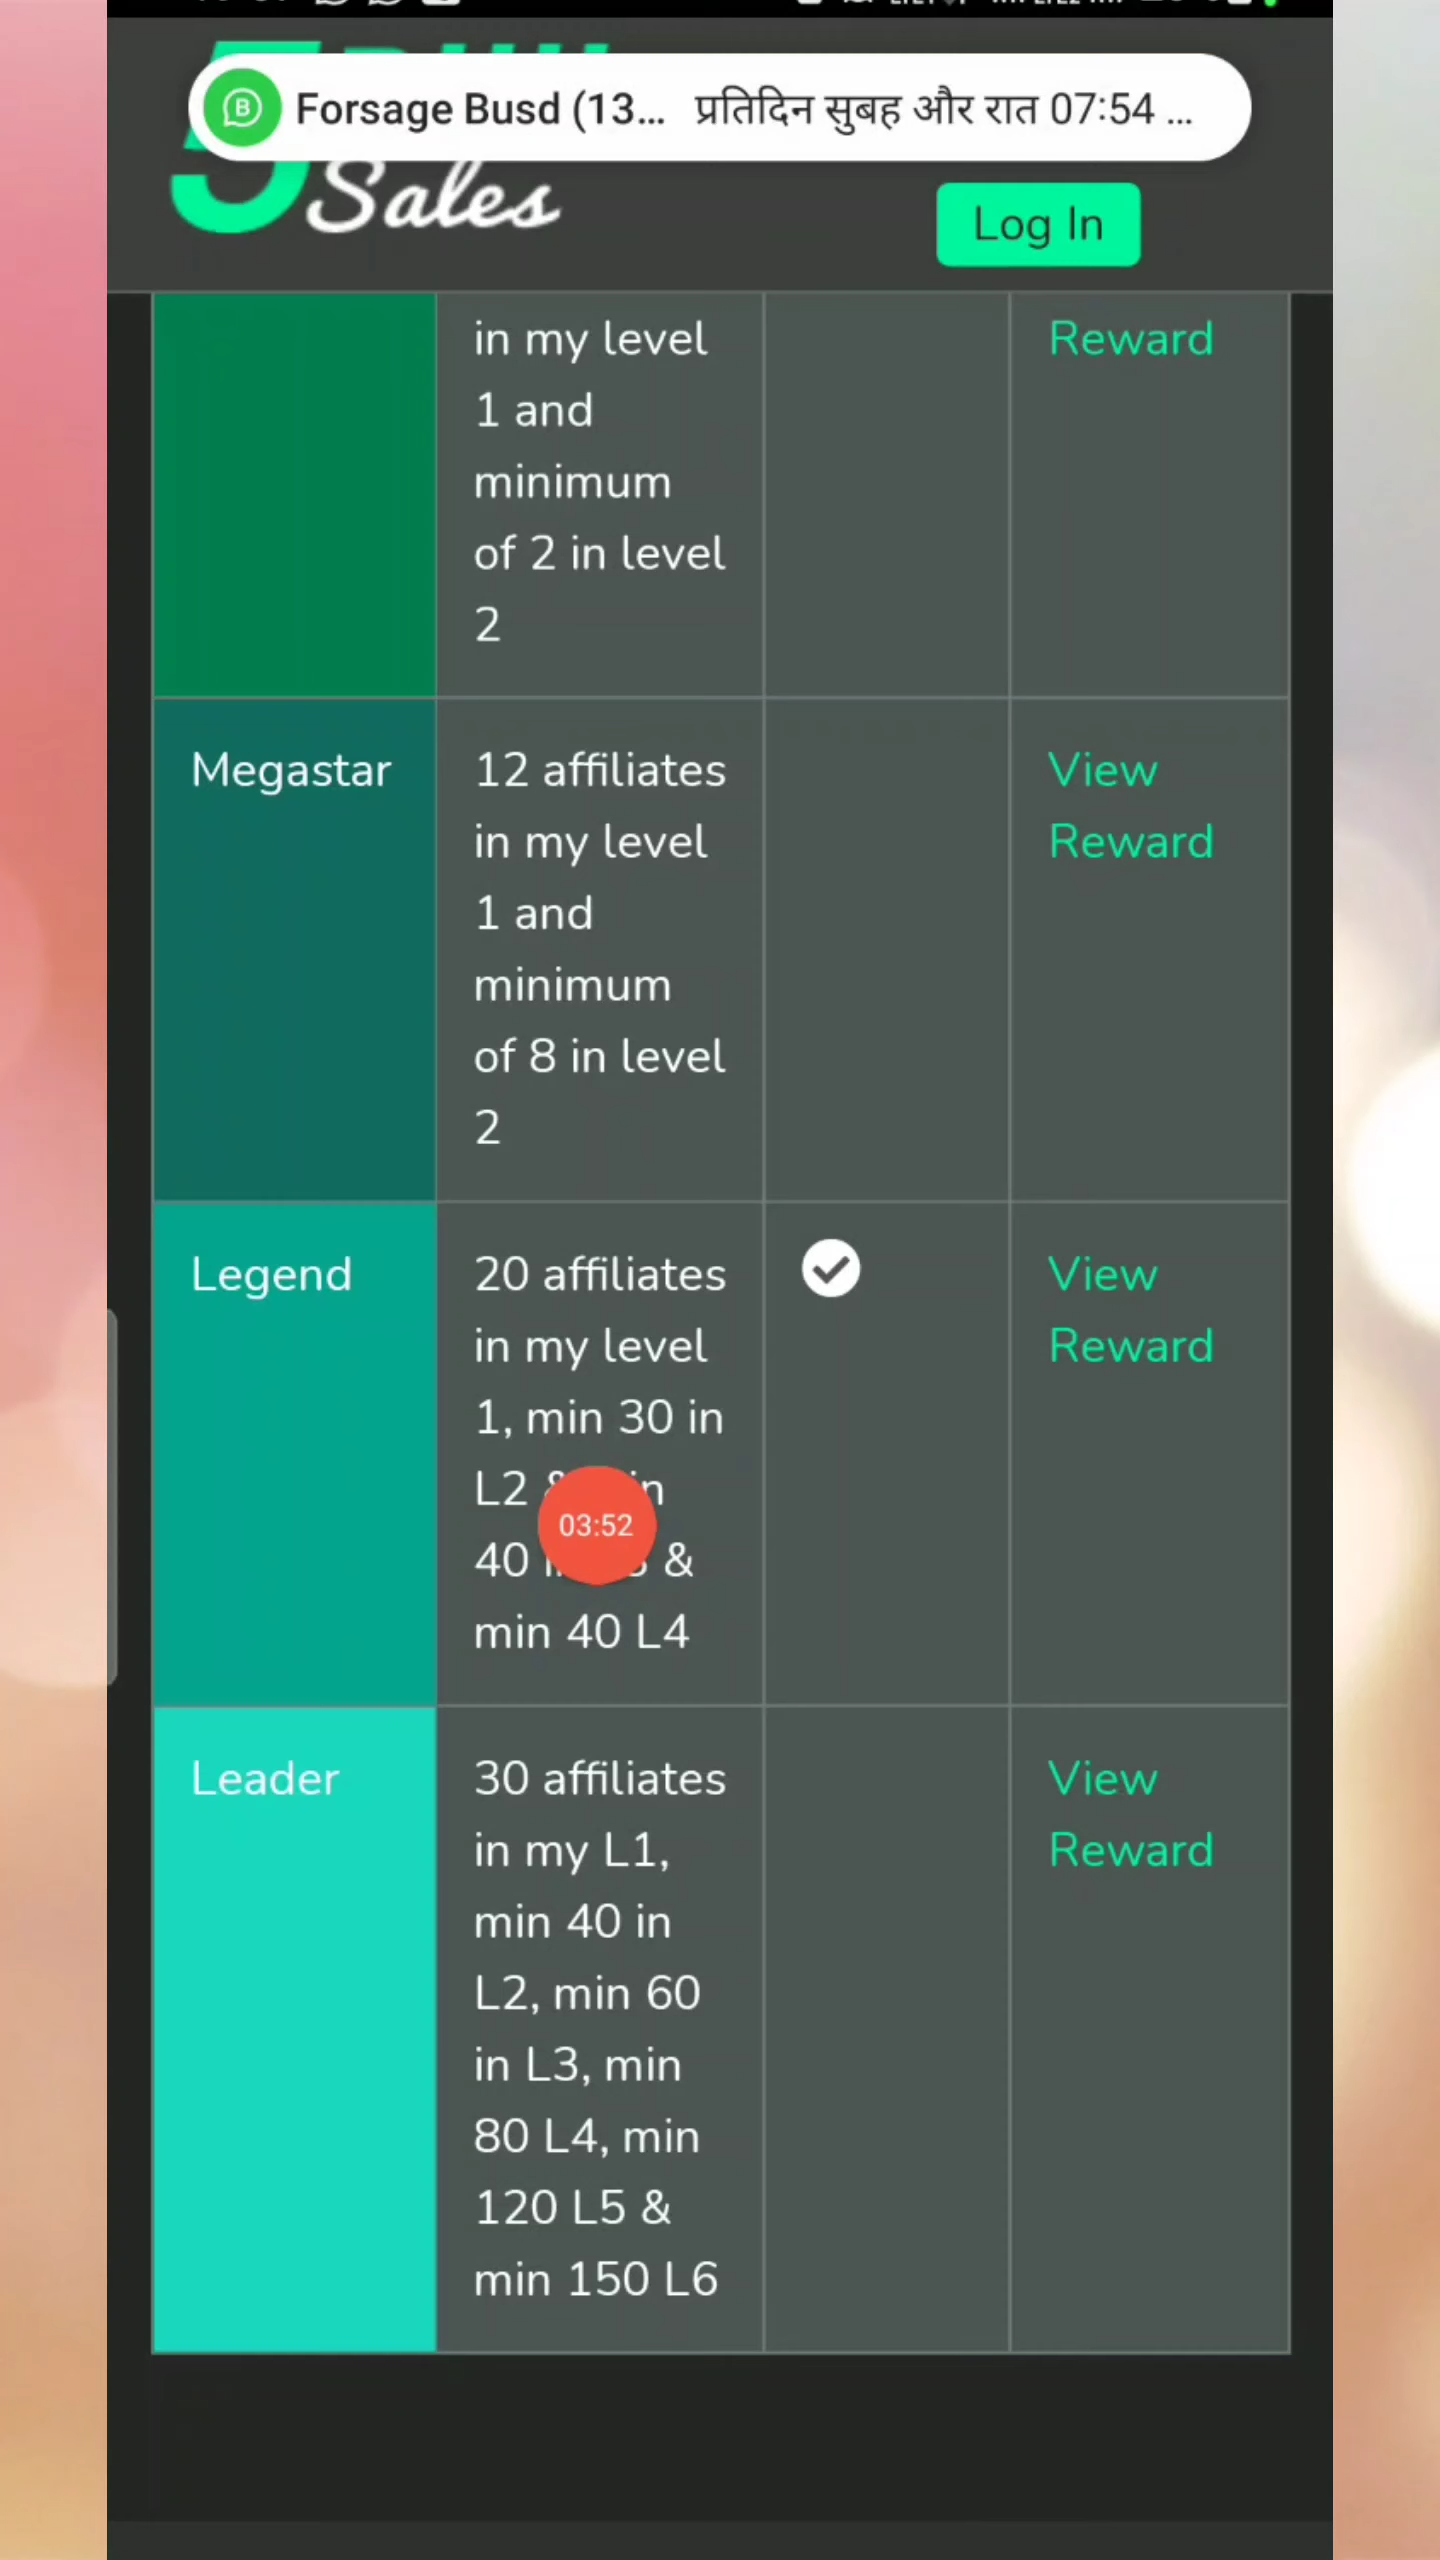 Forsage Busd (13... प्रतिदिन सुबह और रात 07:54 ...
5
Sales
Log In
in my level
1 and
minimum
of 2 in level
2
Reward
Megastar
12 affiliates
in my level
1 and
minimum
of 8 in level
2
View
Reward
Legend
20 affiliates
in my level
1, min 30 in
L2
40 &
min 40 L4
03:52
View
Reward
Leader
30 affiliates
in my L1,
min 40 in
L2, min 60
in L3, min
80 L4, min
120 L5 &
min 150 L6
View
Reward